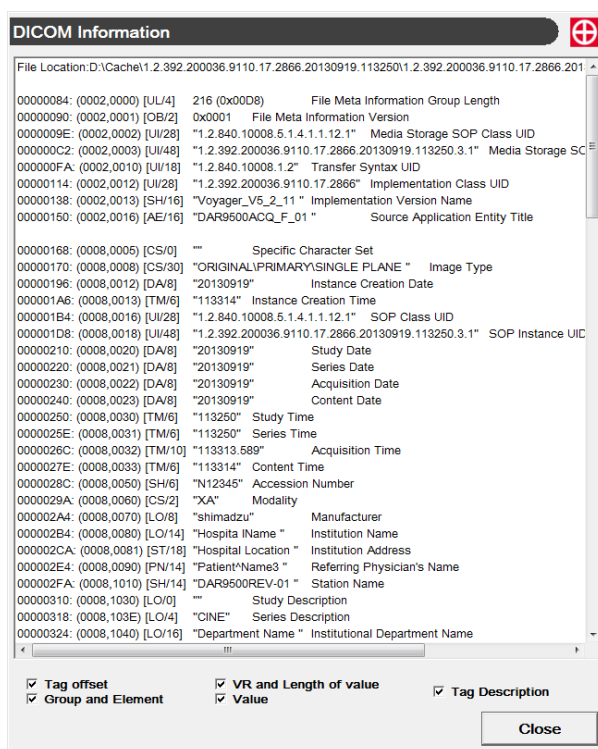 DICOM Information
File Location:D:\Cache\1.2.392.200036.9110.17.2866.20130919.113250\1.2.392.200036.9110.17.2866.201
00000084: (0002,0000) [UL/4] 216 (0x00D8) File Meta Information Group Length
00000090: (0002,0001) [OB/2] 0x0001 File Meta Information Version
0000009E: (0002,0002) [UI/28] "1.2.840.10008.5.1.4.1.1.12.1" Media Storage SOP Class UID
000000C2: (0002,0003) [UI/48] "1.2.392.200036.9110.17.2866.20130919.113250.3.1" Media Storage SC
000000FA: (0002,0010) [UI/18] "1.2.840.10008.1.2" Transfer Syntax UID
00000114: (0002,0012) [UI/28] "1.2.392.200036.9110.17.2866" Implementation Class UID
00000138: (0002,0013) [SH/16] "Voyager_V5_2_11 " Implementation Version Name
00000150: (0002,0016) [AE/16] "DAR9500ACQ_F_01 " Source Application Entity Title
00000168: (0008,0005) [CS/0] "" Specific Character Set
00000170: (0008,0008) [CS/30] "ORIGINAL\PRIMARY\SINGLE PLANE " Image Type
00000196: (0008,0012) [DA/8] "20130919" Instance Creation Date
000001A6: (0008,0013) [TM/6] "113314" Instance Creation Time
000001B4: (0008,0016) [UI/28] "1.2.840.10008.5.1.4.1.1.12.1" SOP Class UID
000001D8: (0008,0018) [UI/48] "1.2.392.200036.9110.17.2866.20130919.113250.3.1" SOP Instance UID
00000210: (0008,0020) [DA/8] "20130919" Study Date
00000220: (0008,0021) [DA/8] "20130919" Series Date
00000230: (0008,0022) [DA/8] "20130919" Acquisition Date
00000240: (0008,0023) [DA/8] "20130919" Content Date
00000250: (0008,0030) [TM/6] "113250" Study Time
0000025E: (0008,0031) [TM/6] "113250" Series Time
0000026C: (0008,0032) [TM/10] "113313.589" Acquisition Time
0000027E: (0008,0033) [TM/6] "113314" Content Time
0000028C: (0008,0050) [SH/6] "N12345" Accession Number
0000029A: (0008,0060) [CS/2] "XA" Modality
000002A4: (0008,0070) [LO/8] "shimadzu" Manufacturer
000002B4: (0008,0080) [LO/14] "Hospita lName " Institution Name
000002CA: (0008,0081) [ST/18] "Hospital Location " Institution Address
000002E4: (0008,0090) [PN/14] "Patient^Name3 " Referring Physician's Name
000002FA: (0008,1010) [SH/14] "DAR9500REV-01 " Station Name
00000310: (0008,1030) [LO/0] "" Study Description
00000318: (0008,103E) [LO/4] "CINE" Series Description
00000324: (0008,1040) [LO/16] "Department Name " Institutional Department Name
Tag offset
VR and Length of value
Tag Description
Group and Element
Value
Close